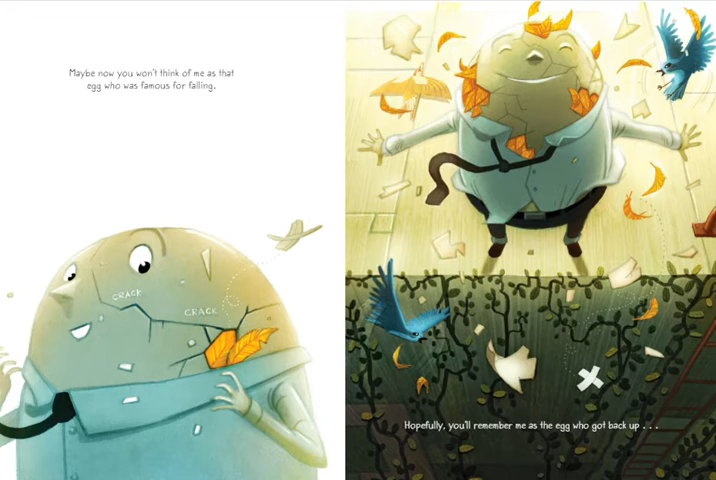 Maybe now you won't think of me as that
egg who was famous for falling.
CRACK
CRACK
Hopefully, you'll remember me as the egg who got back up . . .